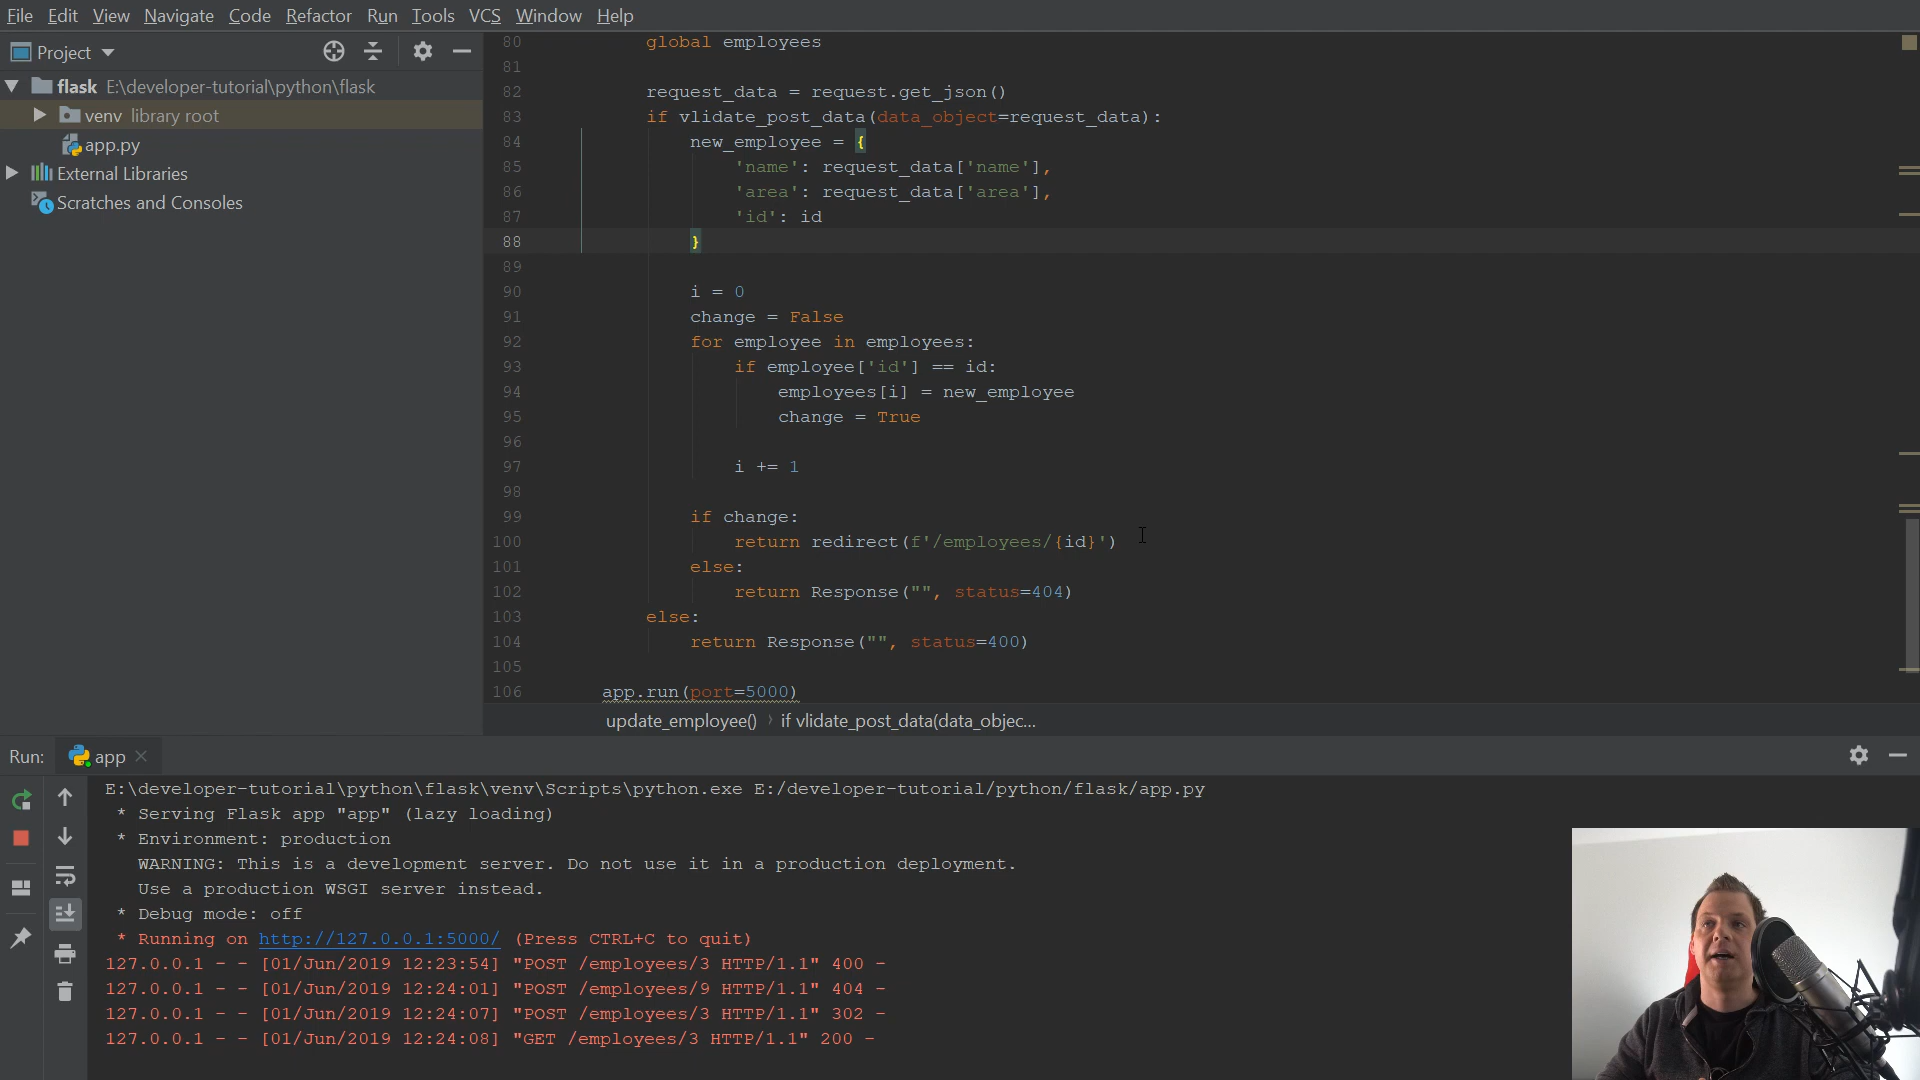 File Edit View Navigate Code Refactor Run Tools VCS Window Help
Project
flask E:\developer-tutorial\python\flask
venv library root
app.py
External Libraries
Scratches and Consoles
80 global employees
81
82 request_data = request.get_json()
83 if vlidate_post_data(data_object=request_data):
84 new_employee = {
85 'name': request_data['name'],
86 'area': request_data['area'],
87 'id': id
88 }
89
90 i = 0
91 change = False
92 for employee in employees:
93 if employee['id'] == id:
94 employees[i] = new_employee
95 change = True
96
97 i += 1
98
99 if change:
100 return redirect(f'/employees/{id}')
101 else:
102 return Response("", status=404)
103 else:
104 return Response("", status=400)
105
106 app.run(port=5000)
update_employee() › if vlidate_post_data(data_objec...
Run: app
E:\developer-tutorial\python\flask\venv\Scripts\python.exe E:/developer-tutorial/python/flask/app.py
* Serving Flask app "app" (lazy loading)
* Environment: production
WARNING: This is a development server. Do not use it in a production deployment.
Use a production WSGI server instead.
* Debug mode: off
* Running on http://127.0.0.1:5000/ (Press CTRL+C to quit)
127.0.0.1 - - [01/Jun/2019 12:23:54] "POST /employees/3 HTTP/1.1" 400 -
127.0.0.1 - - [01/Jun/2019 12:24:01] "POST /employees/9 HTTP/1.1" 404 -
127.0.0.1 - - [01/Jun/2019 12:24:07] "POST /employees/3 HTTP/1.1" 302 -
127.0.0.1 - - [01/Jun/2019 12:24:08] "GET /employees/3 HTTP/1.1" 200 -